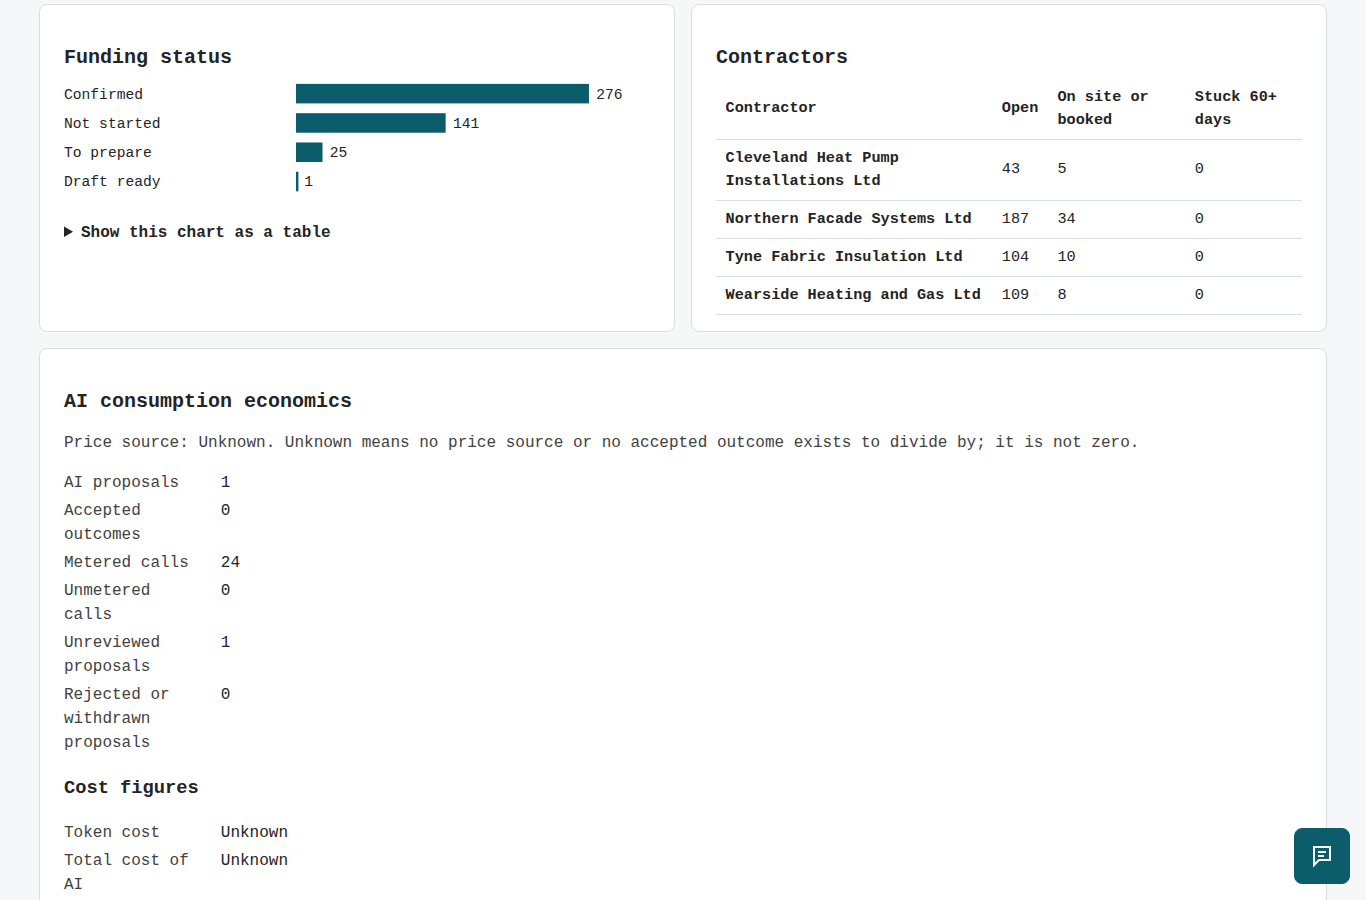 Funding status
Confirmed 276
Not started 141
To prepare 25
Draft ready 1
Show this chart as a table
Contractors
Contractor Open On site or booked Stuck 60+ days
Cleveland Heat Pump Installations Ltd 43 5 0
Northern Facade Systems Ltd 187 34 0
Tyne Fabric Insulation Ltd 104 10 0
Wearside Heating and Gas Ltd 109 8 0
AI consumption economics
Price source: Unknown. Unknown means no price source or no accepted outcome exists to divide by; it is not zero.
AI proposals 1
Accepted outcomes 0
Metered calls 24
Unmetered calls 0
Unreviewed proposals 1
Rejected or withdrawn proposals 0
Cost figures
Token cost Unknown
Total cost of AI Unknown